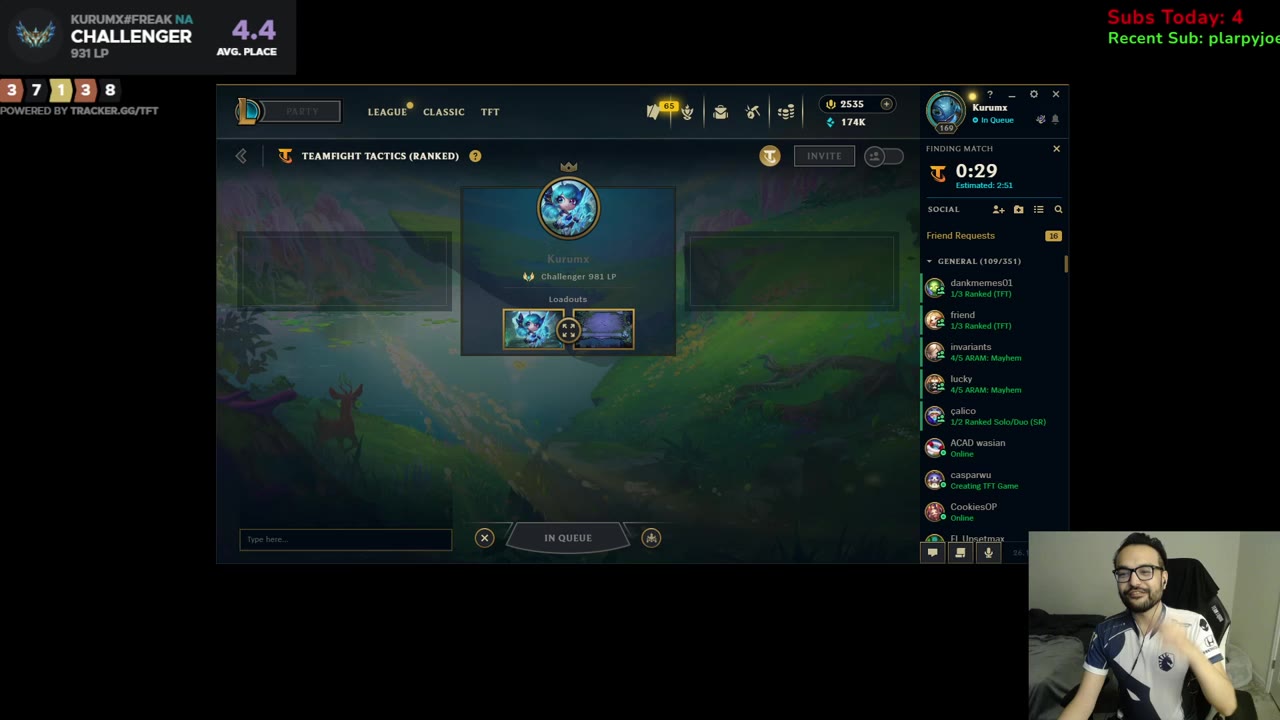 KURUMX#FREAK NA
CHALLENGER
931 LP
4.4
AVG. PLACE
3 7 1 3 8
POWERED BY TRACKER.GG/TFT
Subs Today: 4
Recent Sub: plarpyjoe
PARTY
LEAGUE
CLASSIC
TFT
65
2535
174K
169
Kurumx
In Queue
TEAMFIGHT TACTICS (RANKED)
?
INVITE
FINDING MATCH
0:29
Estimated: 2:51
SOCIAL
Friend Requests
16
GENERAL (109/351)
dankmemes01
1/3 Ranked (TFT)
friend
1/3 Ranked (TFT)
invariants
4/5 ARAM: Mayhem
lucky
4/5 ARAM: Mayhem
çalico
1/2 Ranked Solo/Duo (SR)
ACAD wasian
Online
casparwu
Creating TFT Game
CookiesOP
Online
Kurumx
Challenger 981 LP
Loadouts
Type here...
IN QUEUE